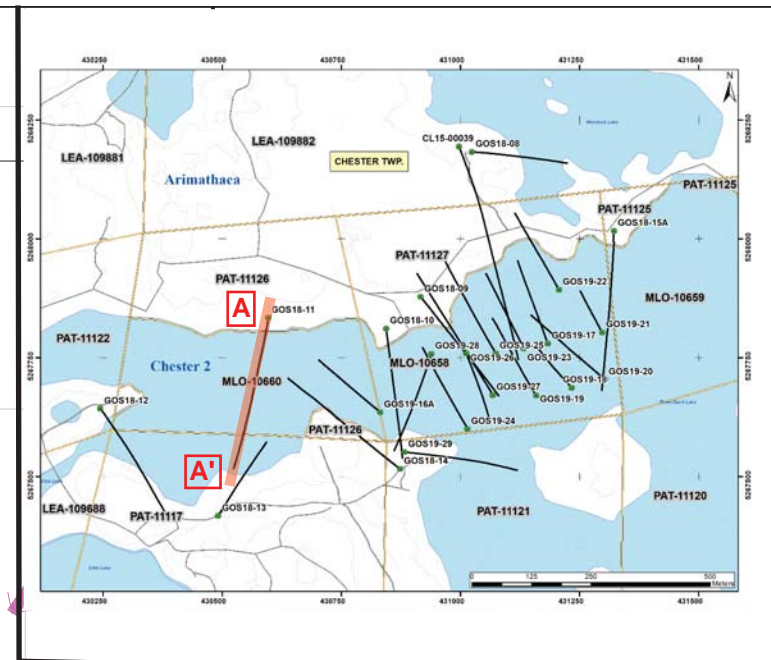 430250 430500 430750 431000 431250 431500
N
5268250
CL15-00039
GOS18-08
LEA-109882
LEA-109881
CHESTER TWP.
Arimathaea
PAT-11125
PAT-11125
GOS18-15A
5268000
PAT-11127
PAT-11126
GOS18-09
GOS19-22
MLO-10659
A
GOS18-11
GOS18-10
GOS19-21
PAT-11122
GOS19-17
GOS19-28
GOS19-25
GOS19-26
GOS19-23
5267750
Chester 2
MLO-10658
GOS19-20
MLO-10660
GOS19-18
GOS19-27
GOS19-19
GOS18-12
GOS19-16A
GOS19-24
PAT-11126
GOS19-29
GOS18-14
A'
5267500
PAT-11120
LEA-109688
PAT-11117
GOS18-13
PAT-11121
0 125 250 500
Meters
430250 430500 430750 431000 431250 431500